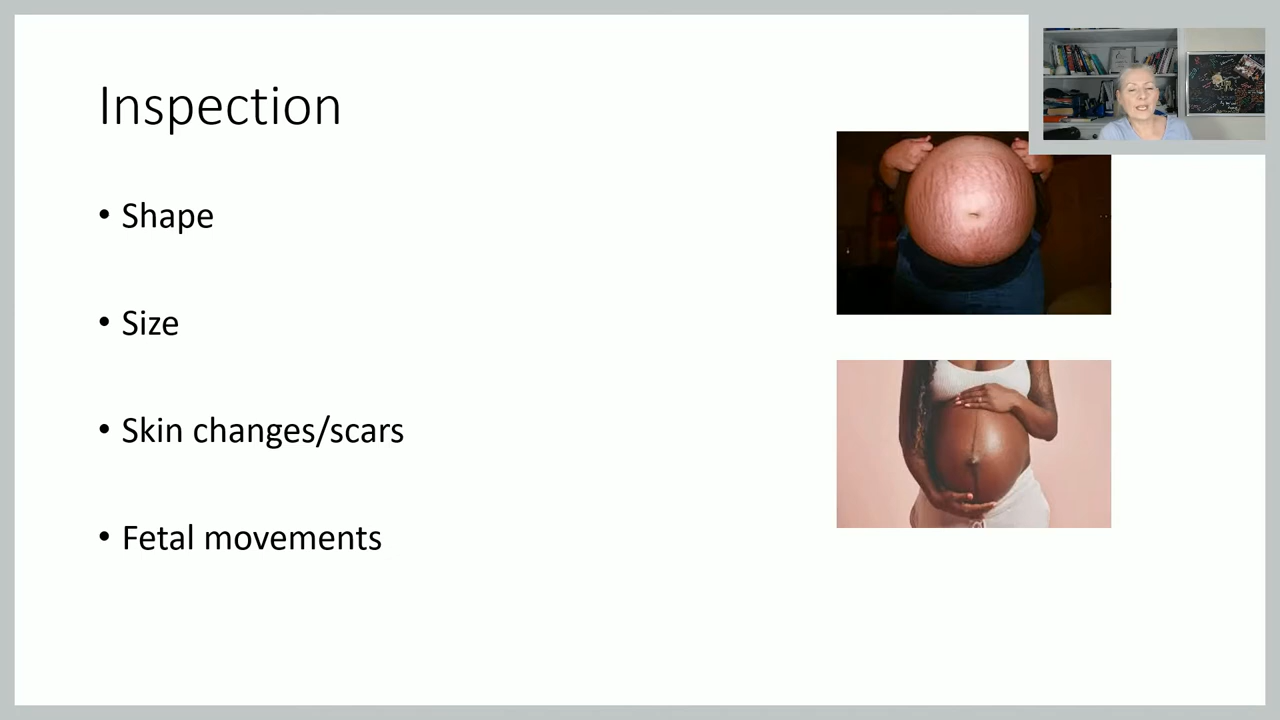 Inspection
• Shape
• Size
• Skin changes/scars
• Fetal movements